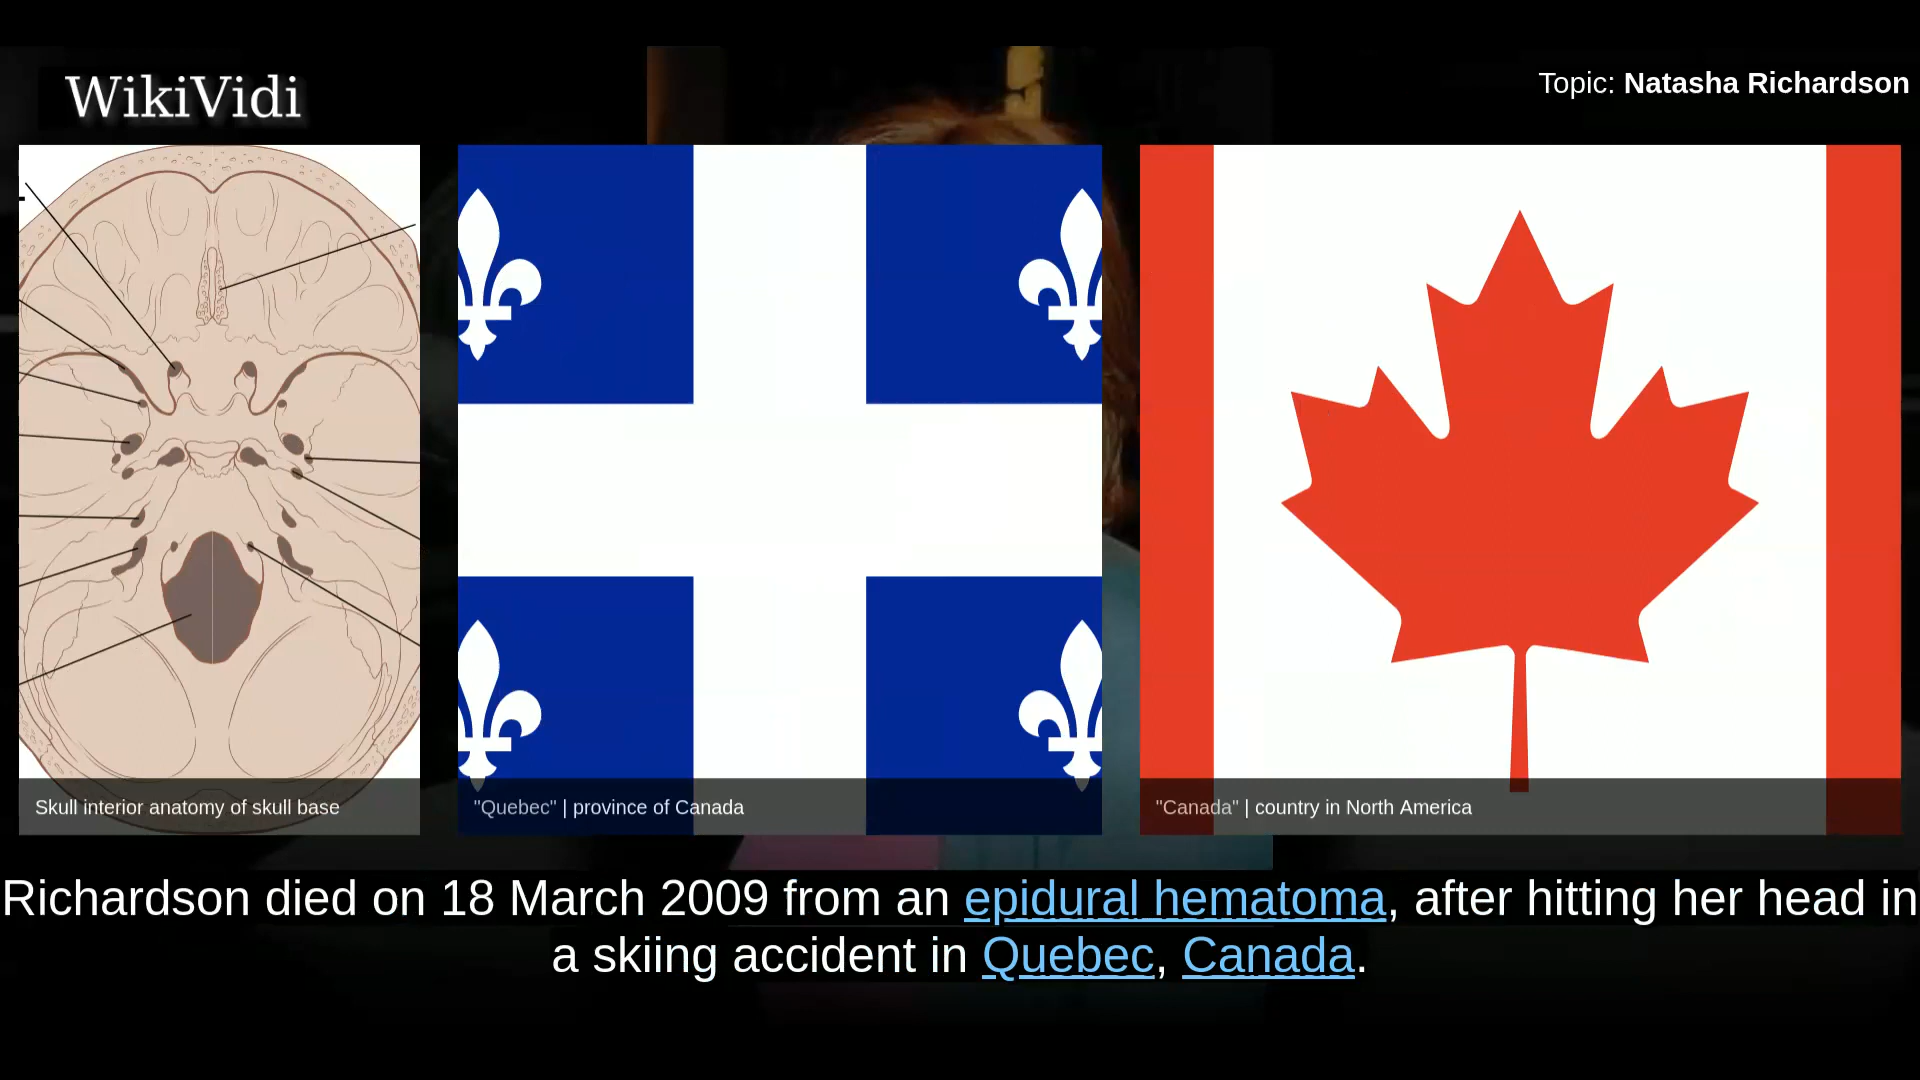 WikiVidi
Topic: Natasha Richardson
Skull interior anatomy of skull base
"Quebec" | province of Canada
"Canada" | country in North America
Richardson died on 18 March 2009 from an epidural hematoma, after hitting her head in
a skiing accident in Quebec, Canada.